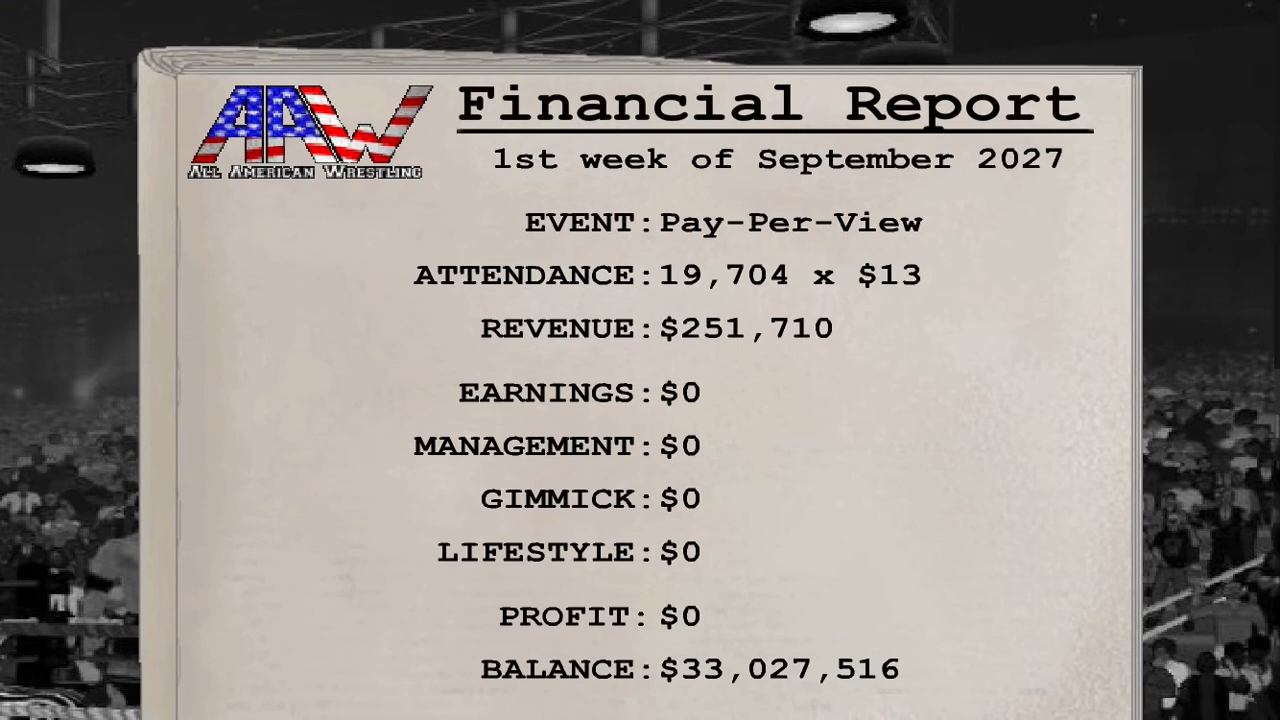 AAW
ALL AMERICAN WRESTLING
Financial Report
1st week of September 2027
EVENT: Pay-Per-View
ATTENDANCE: 19,704 x $13
REVENUE: $251,710
EARNINGS: $0
MANAGEMENT: $0
GIMMICK: $0
LIFESTYLE: $0
PROFIT: $0
BALANCE: $33,027,516